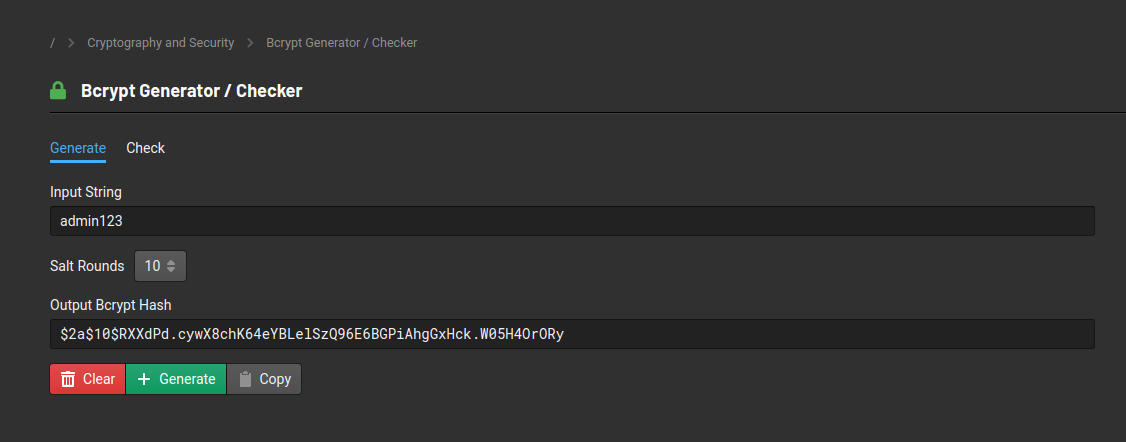 / > Cryptography and Security > Bcrypt Generator / Checker
Bcrypt Generator / Checker
Generate Check
Input String
admin123
Salt Rounds 10
Output Bcrypt Hash
$2a$10$RXXdPd.cywX8chK64eYBLelSzQ96E6BGPiAhgGxHck.W05H4OrORy
Clear + Generate Copy